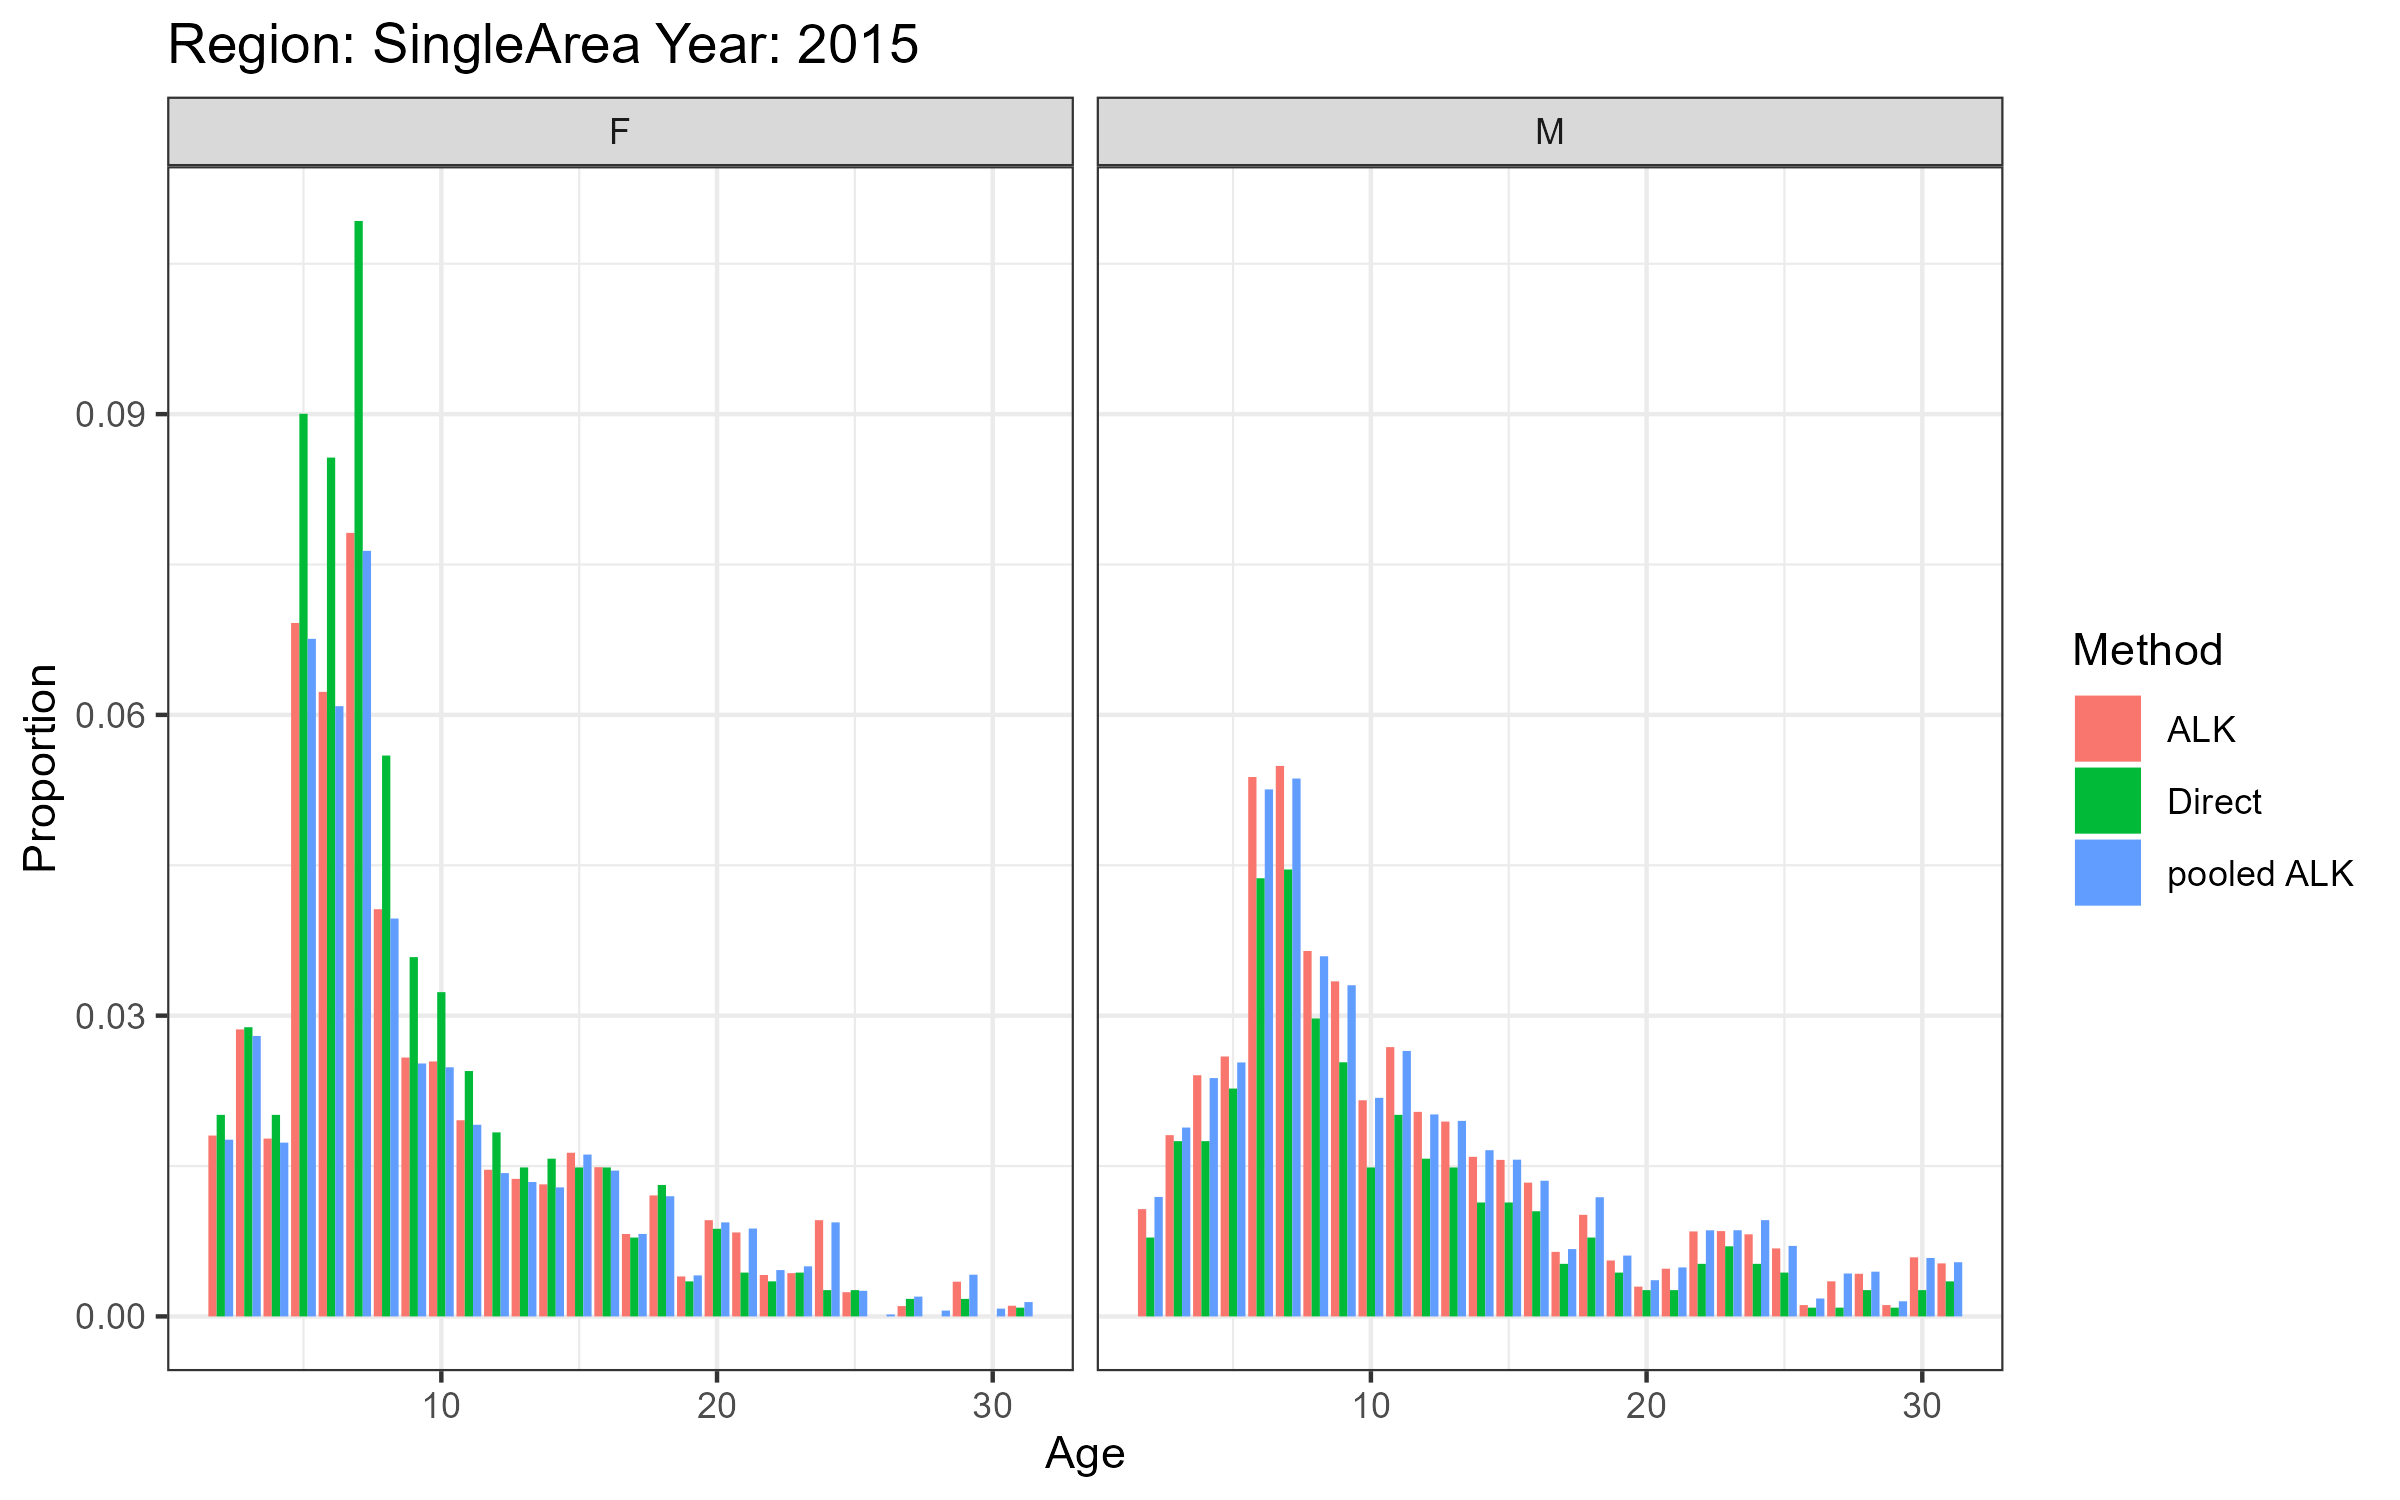 Region: SingleArea Year: 2015
F
M
0.09
0.06
0.03
0.00
Proportion
10
20
30
10
20
30
Age
Method
ALK
Direct
pooled ALK